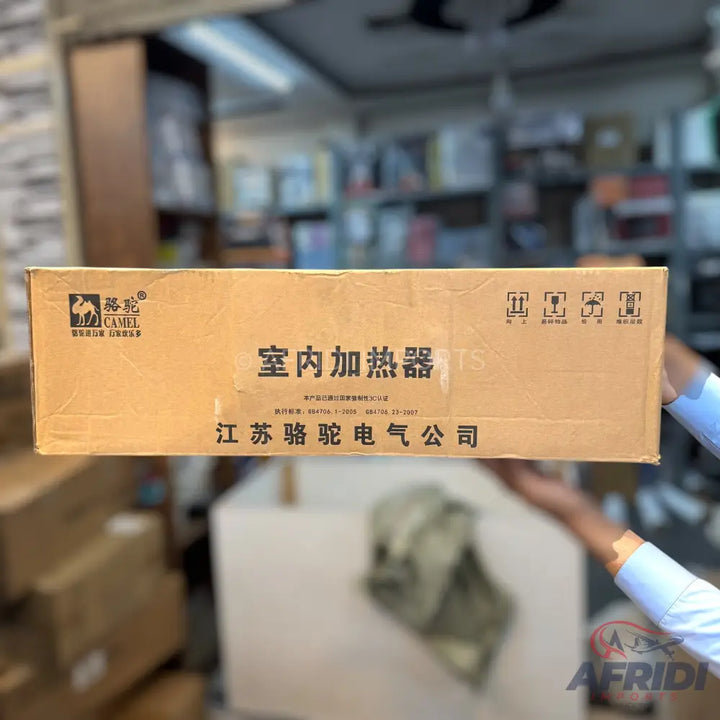 骆驼®
CAMEL
骆驼进万家 万家欢乐多
向上 易碎物品 怕雨 堆放层数
室内加热器
本产品已通过国家强制性3C认证
执行标准：GB4706.1-2005 GB4706.23-2007
江苏骆驼电气公司
AFRIDI
IMPORTS